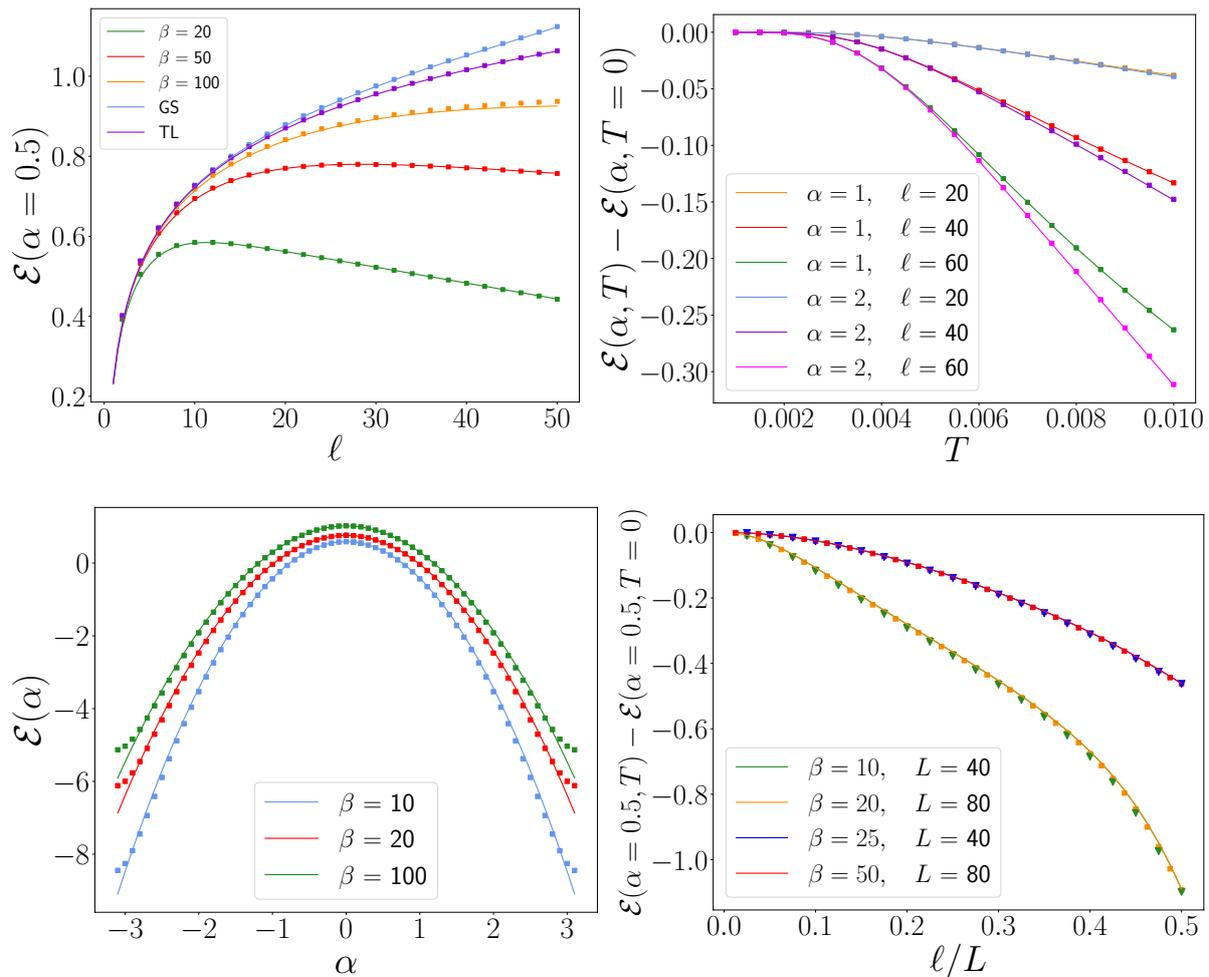 β = 20
β = 50
β = 100
GS
TL
1.0
0.8
0.6
0.4
0.2
0 10 20 30 40 50
ℓ
ℰ(α = 0.5)
0.00
−0.05
−0.10
−0.15
−0.20
−0.25
−0.30
α = 1, ℓ = 20
α = 1, ℓ = 40
α = 1, ℓ = 60
α = 2, ℓ = 20
α = 2, ℓ = 40
α = 2, ℓ = 60
0.002 0.004 0.006 0.008 0.010
T
ℰ(α, T) − ℰ(α, T = 0)
0
−2
−4
−6
−8
β = 10
β = 20
β = 100
−3 −2 −1 0 1 2 3
α
ℰ(α)
0.0
−0.2
−0.4
−0.6
−0.8
−1.0
β = 10, L = 40
β = 20, L = 80
β = 25, L = 40
β = 50, L = 80
0.0 0.1 0.2 0.3 0.4 0.5
ℓ/L
ℰ(α = 0.5, T) − ℰ(α = 0.5, T = 0)